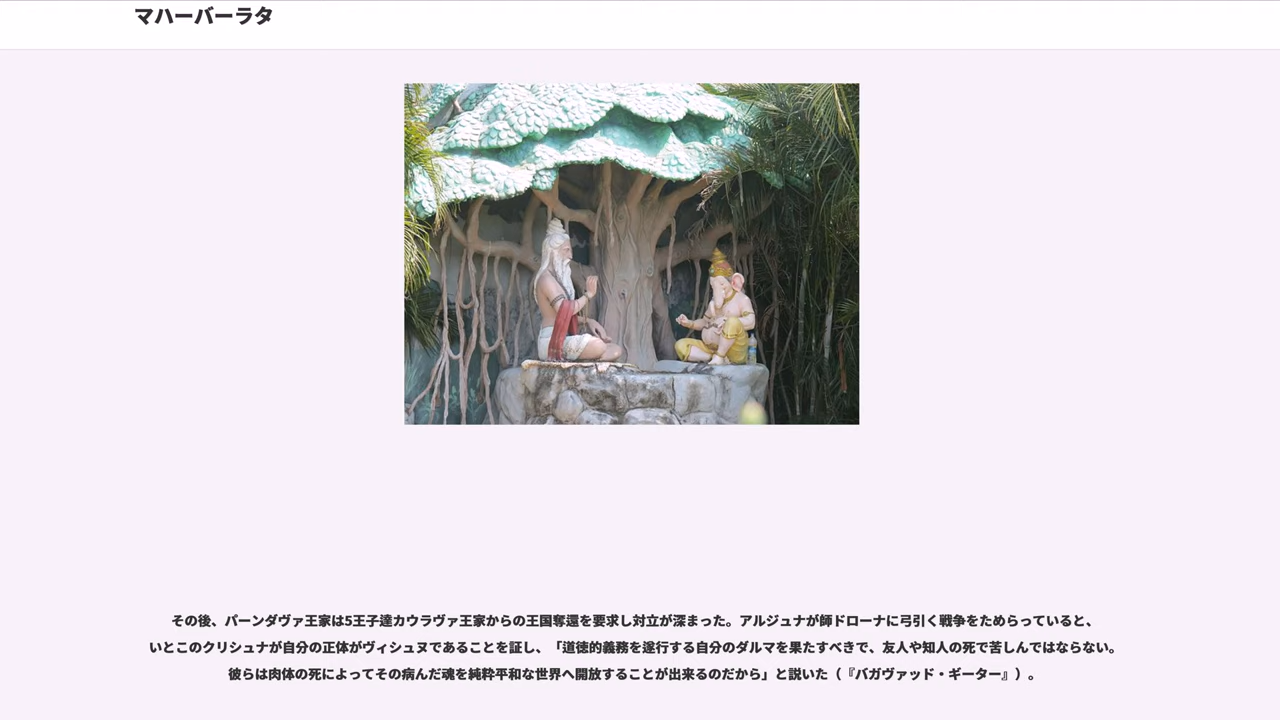 マハーバーラタ
その後、パーンダヴァ王家は5王子達カウラヴァ王家からの王国奪還を要求し対立が深まった。アルジュナが師ドローナに弓引く戦争をためらっていると、
いとこのクリシュナが自分の正体がヴィシュヌであることを証し、「道徳的義務を遂行する自分のダルマを果たすべきで、友人や知人の死で苦しんではならない。
彼らは肉体の死によってその病んだ魂を純粋平和な世界へ開放することが出来るのだから」と説いた（『バガヴァッド・ギーター』）。